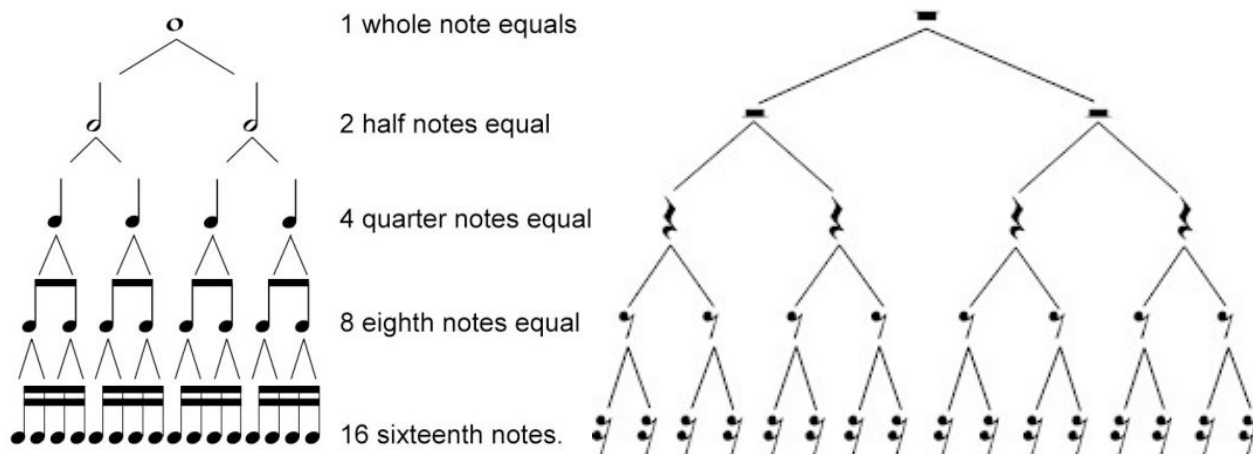 1 whole note equals
2 half notes equal
4 quarter notes equal
8 eighth notes equal
16 sixteenth notes.